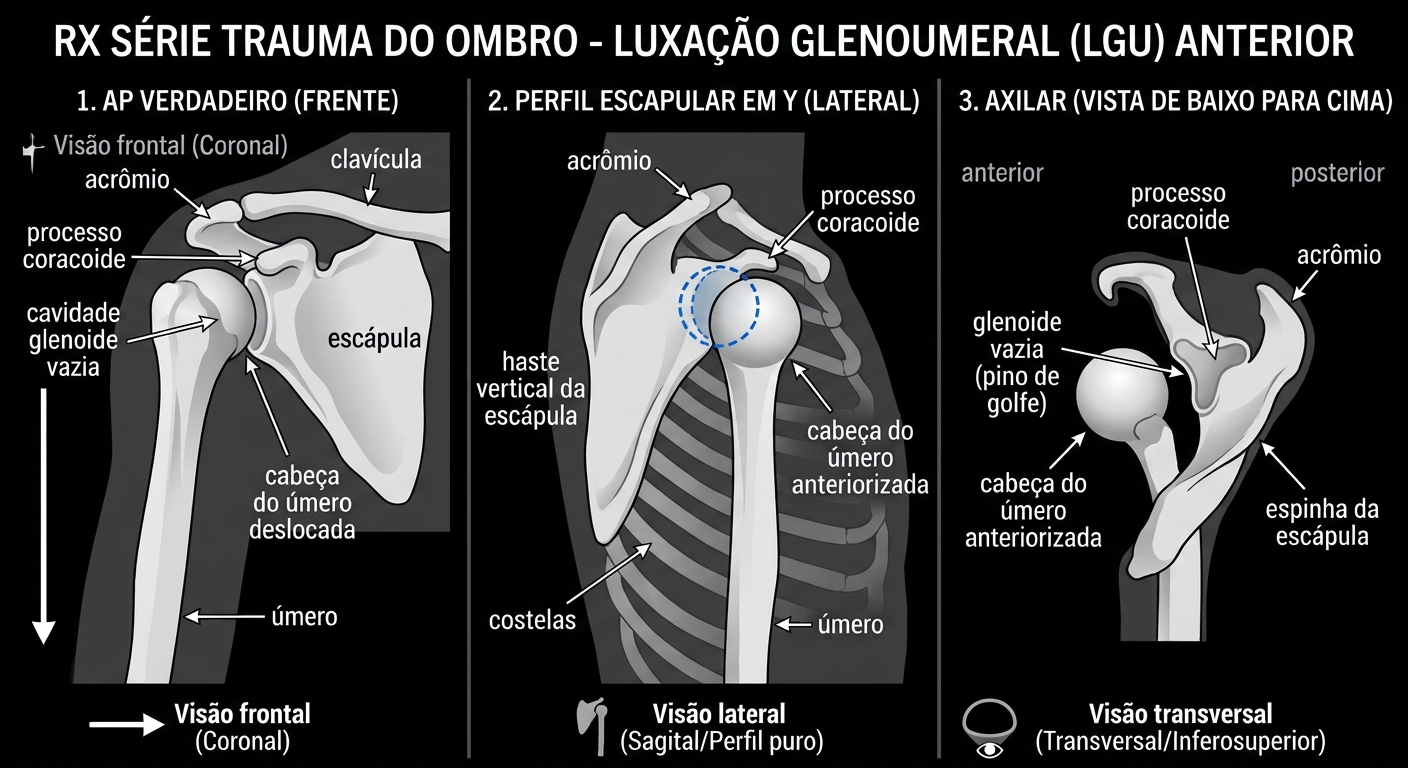 RX SÉRIE TRAUMA DO OMBRO - LUXAÇÃO GLENOUMERAL (LGU) ANTERIOR
1. AP VERDADEIRO (FRENTE)
Visão frontal (Coronal)
clavícula
acrômio
processo
coracoide
cavidade
glenoide
vazia
escápula
cabeça
do úmero
deslocada
úmero
Visão frontal
(Coronal)
2. PERFIL ESCAPULAR EM Y (LATERAL)
acrômio
processo
coracoide
haste
vertical da
escápula
cabeça do
úmero
anteriorizada
costelas
úmero
Visão lateral
(Sagital/Perfil puro)
3. AXILAR (VISTA DE BAIXO PARA CIMA)
anterior
posterior
processo
coracoide
acrômio
glenoide
vazia
(pino de
golfe)
cabeça do
úmero
anteriorizada
espinha da
escápula
Visão transversal
(Transversal/Inferosuperior)